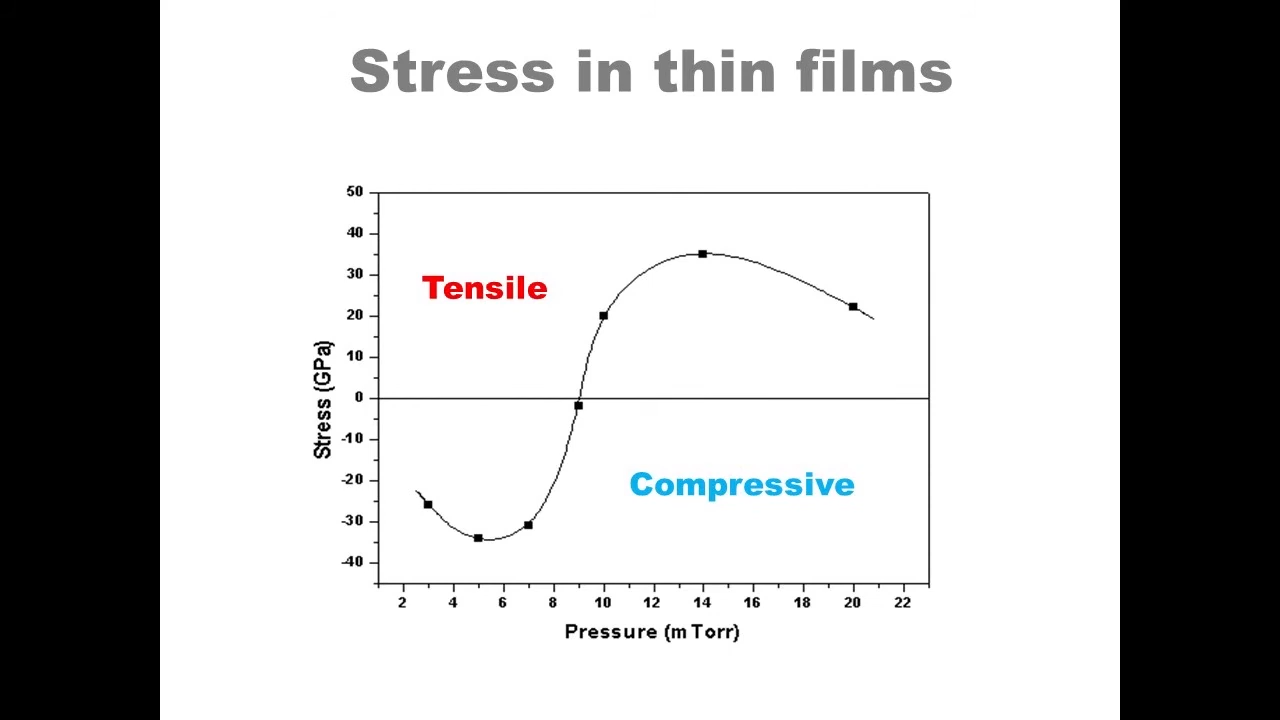 Stress in thin films
50
40
30
20
10
0
-10
-20
-30
-40
Stress (GPa)
Tensile
Compressive
2 4 6 8 10 12 14 16 18 20 22
Pressure (m Torr)